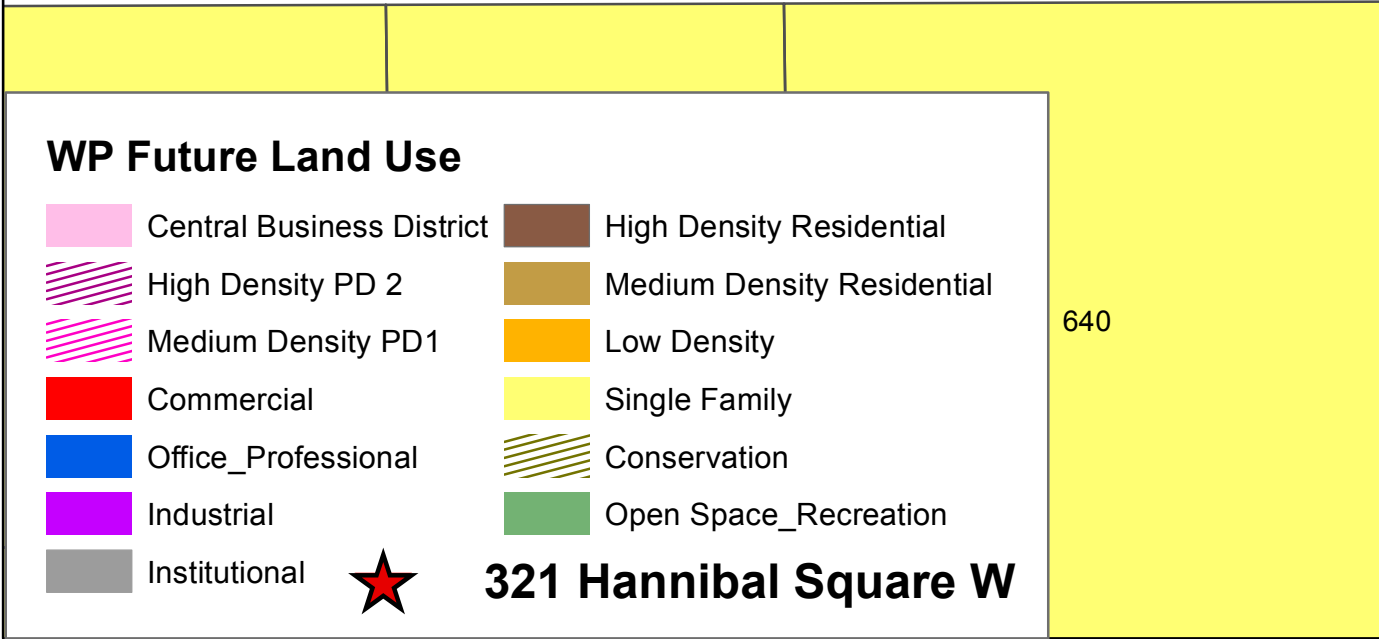 WP Future Land Use
Central Business District
High Density PD 2
Medium Density PD1
Commercial
Office_Professional
Industrial
Institutional
High Density Residential
Medium Density Residential
Low Density
Single Family
Conservation
Open Space_Recreation
321 Hannibal Square W
640